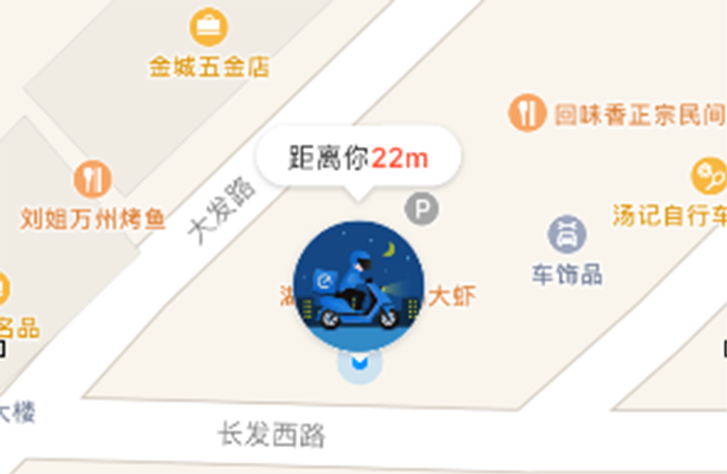 金城五金店
回味香正宗民间
距离你22m
刘姐万州烤鱼
大发路
P
汤记自行车
车饰品
大虾
名品
大楼
长发西路